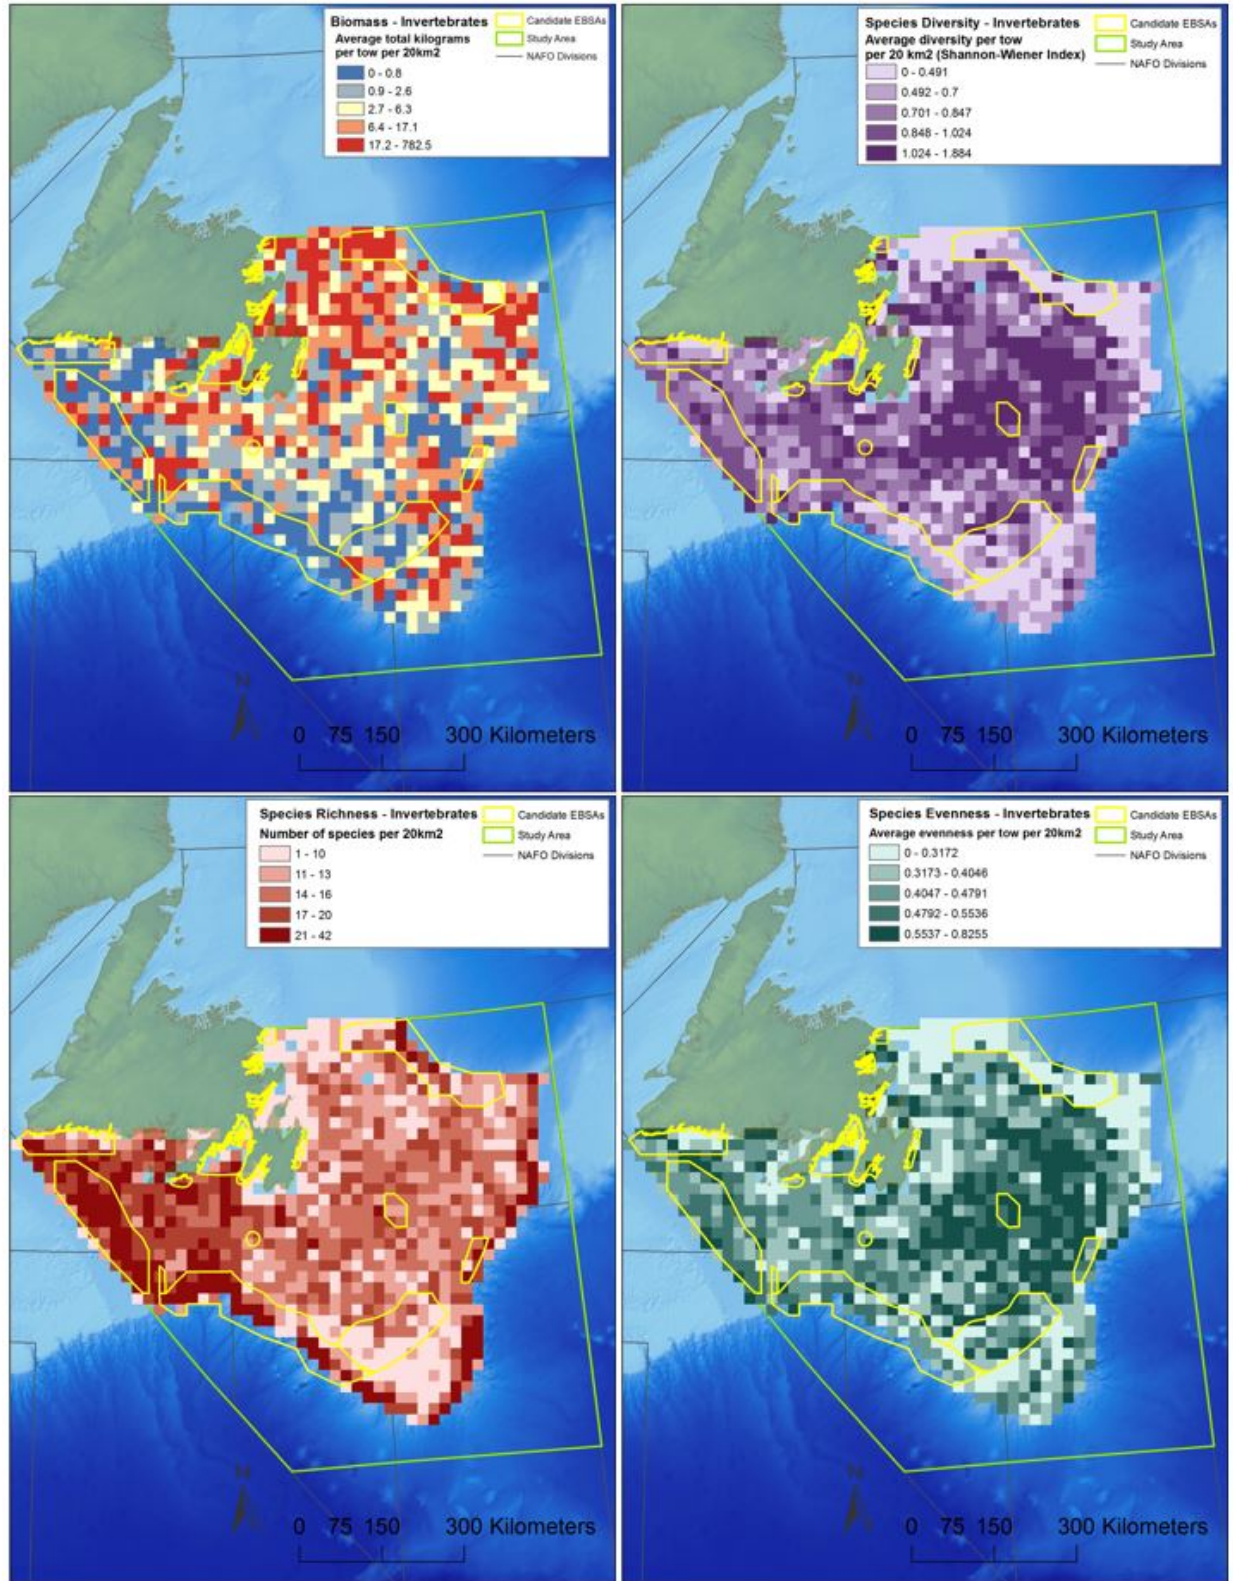 Biomass - Invertebrates
Average total kilograms
per tow per 20km2
0 - 0.8
0.9 - 2.6
2.7 - 6.3
6.4 - 17.1
17.2 - 782.5
Candidate EBSAs
Study Area
NAFO Divisions
N
0 75 150 300 Kilometers
Species Diversity - Invertebrates
Average diversity per tow
per 20 km2 (Shannon-Wiener Index)
0 - 0.491
0.492 - 0.7
0.701 - 0.847
0.848 - 1.024
1.024 - 1.884
Candidate EBSAs
Study Area
NAFO Divisions
N
0 75 150 300 Kilometers
Species Richness - Invertebrates
Number of species per 20km2
1 - 10
11 - 13
14 - 16
17 - 20
21 - 42
Candidate EBSAs
Study Area
NAFO Divisions
N
0 75 150 300 Kilometers
Species Evenness - Invertebrates
Average evenness per tow per 20km2
0 - 0.3172
0.3173 - 0.4046
0.4047 - 0.4791
0.4792 - 0.5536
0.5537 - 0.8255
Candidate EBSAs
Study Area
NAFO Divisions
N
0 75 150 300 Kilometers